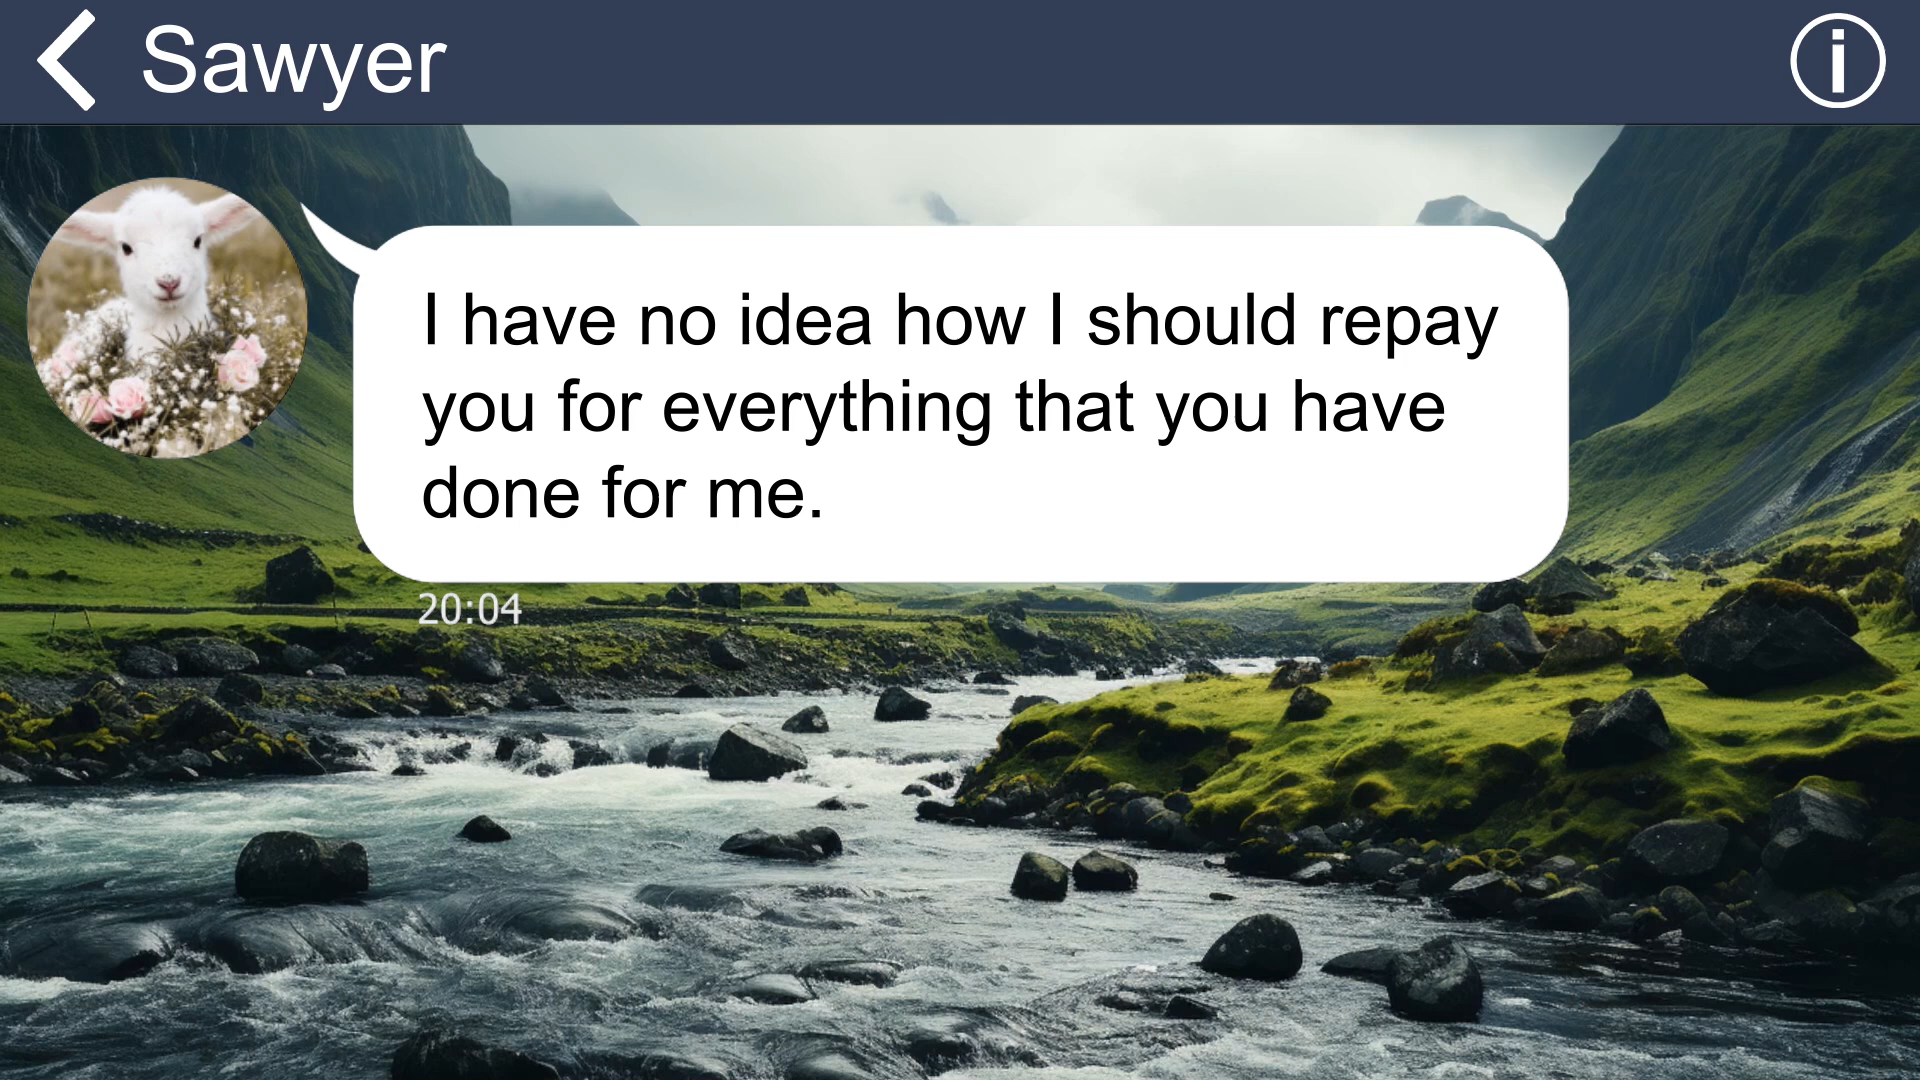 Sawyer
I have no idea how I should repay
you for everything that you have
done for me.
20:04